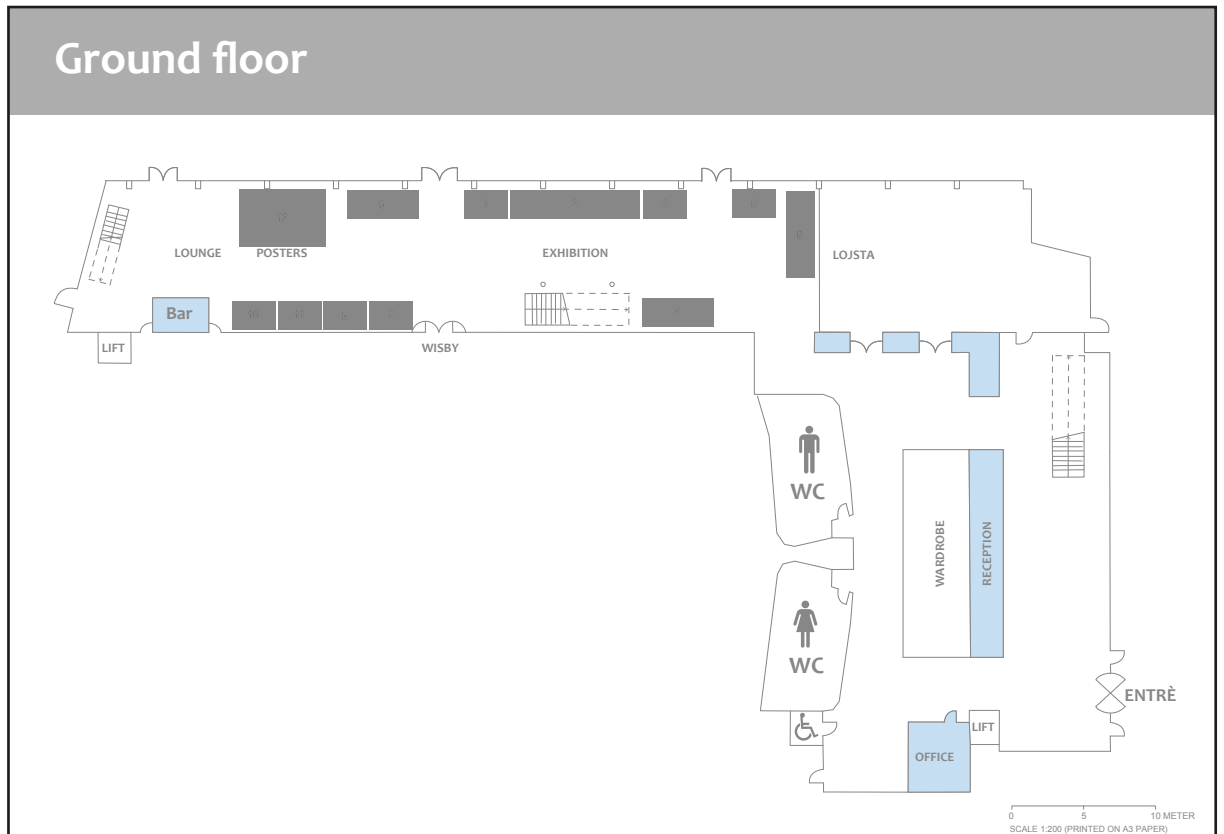 Ground floor
LOUNGE
POSTERS
EXHIBITION
LOJSTA
Bar
LIFT
WISBY
WC
WARDROBE
RECEPTION
WC
ENTRÈ
LIFT
OFFICE
0 5 10 METER
SCALE 1:200 (PRINTED ON A3 PAPER)